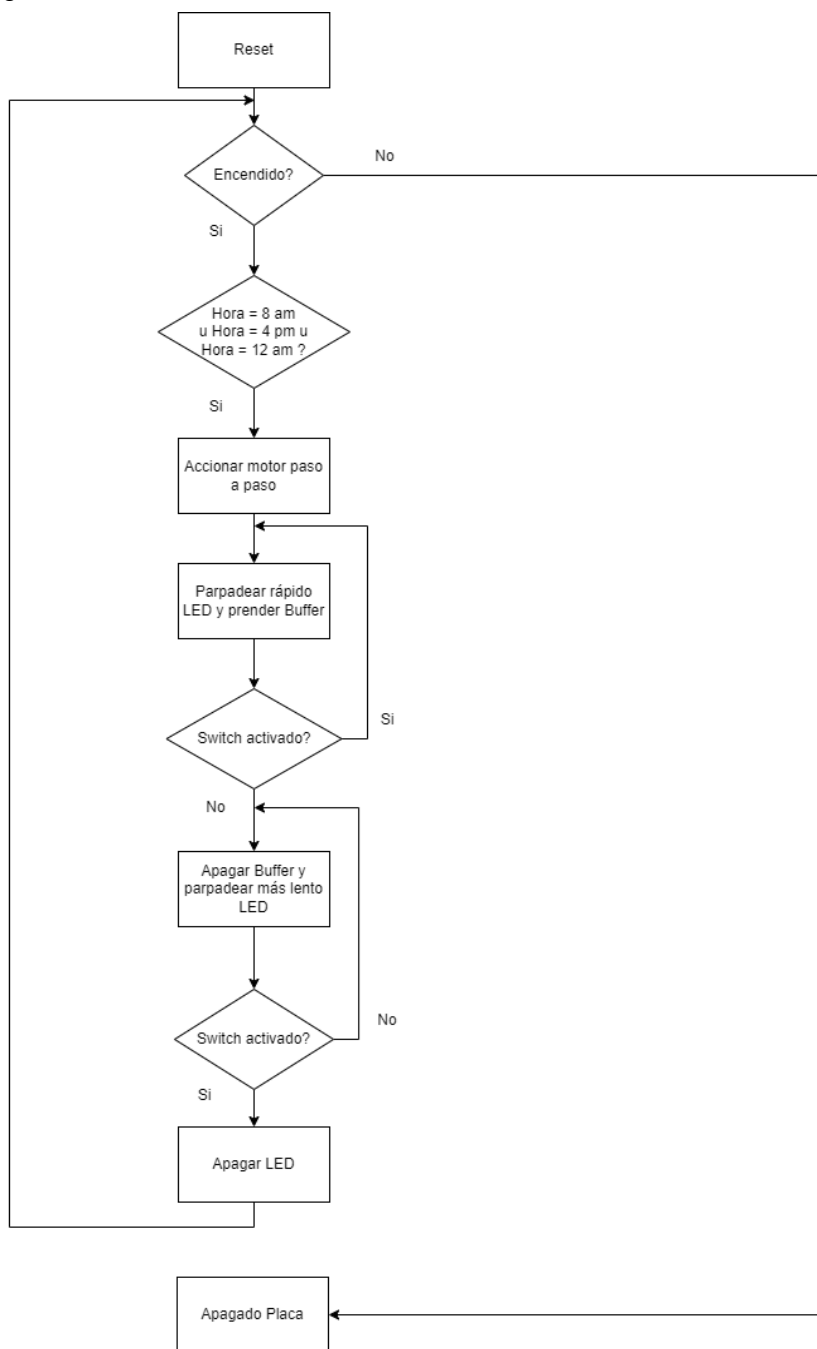 Reset
Encendido?
No
Si
Hora = 8 am
u Hora = 4 pm u
Hora = 12 am ?
Si
Accionar motor paso
a paso
Parpadear rápido
LED y prender Buffer
Switch activado?
Si
No
Apagar Buffer y
parpadear más lento
LED
Switch activado?
No
Si
Apagar LED
Apagado Placa